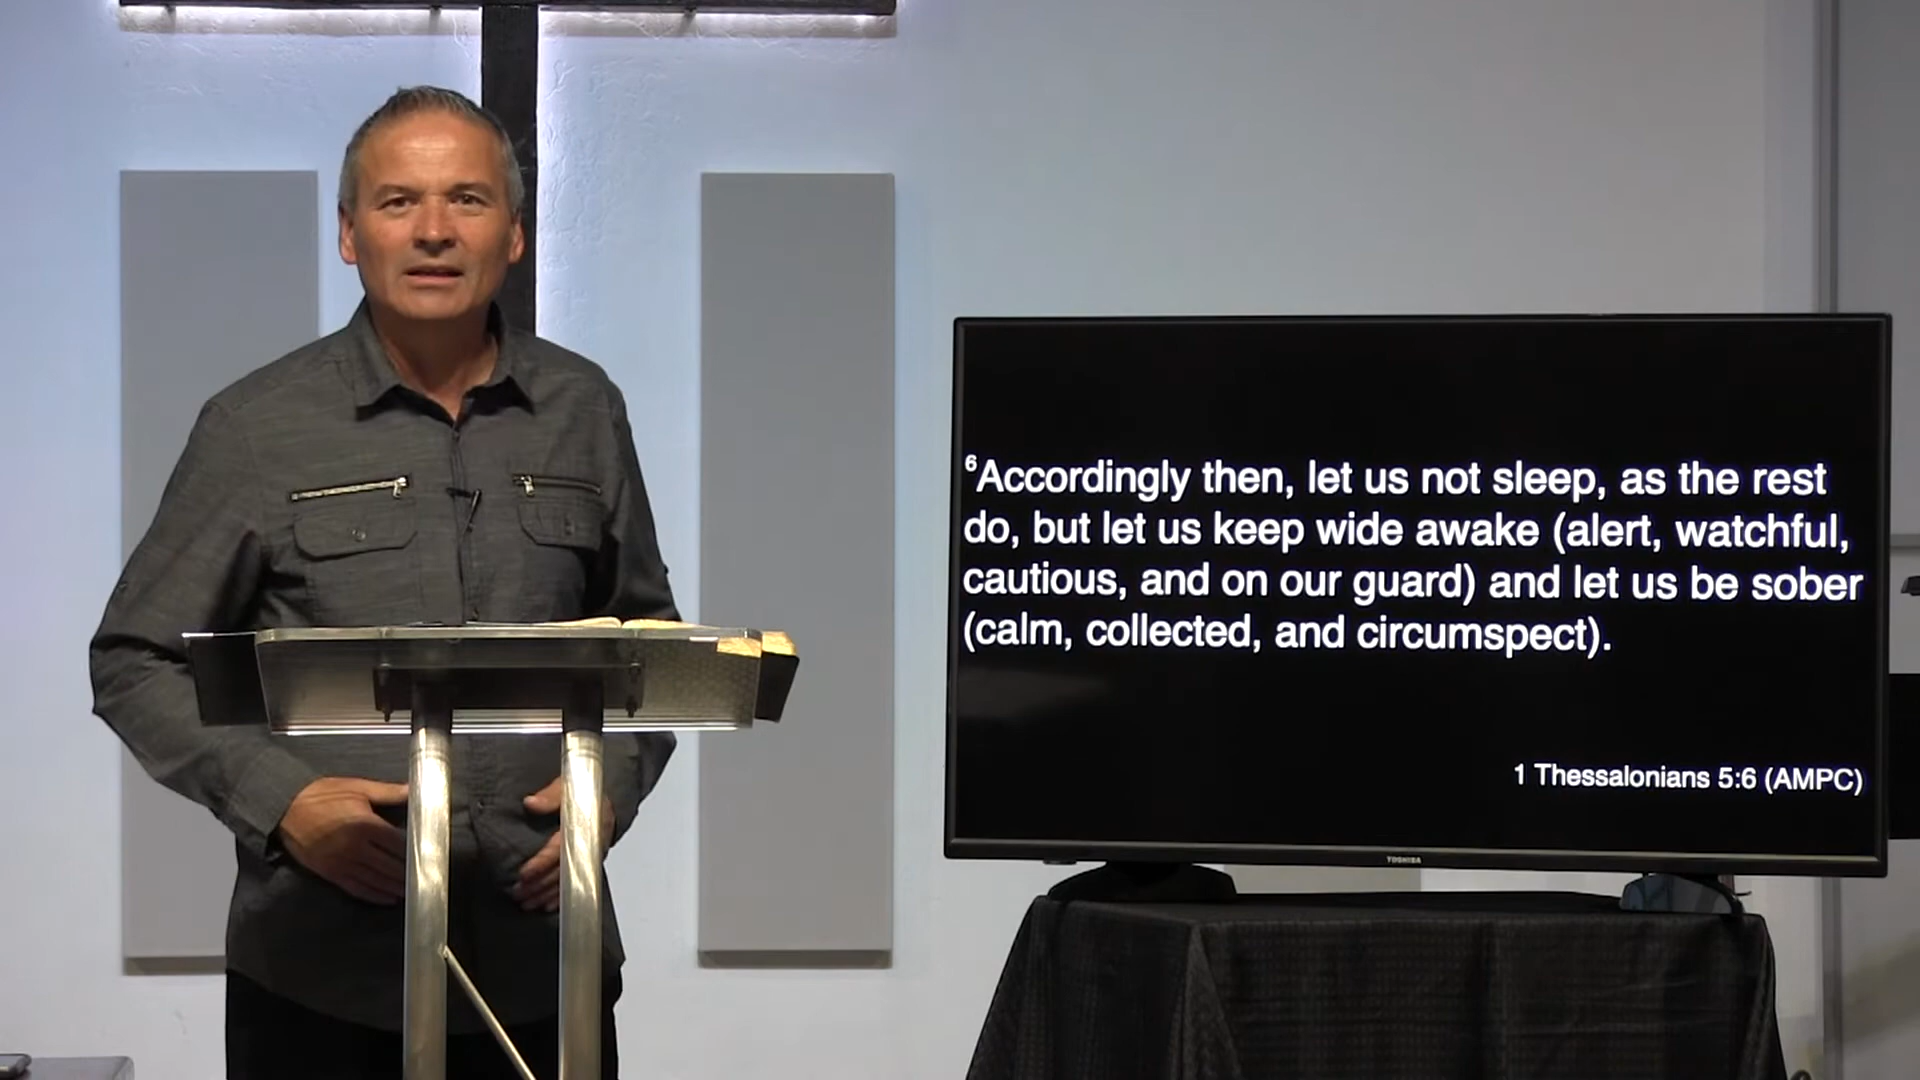 ⁶Accordingly then, let us not sleep, as the rest
do, but let us keep wide awake (alert, watchful,
cautious, and on our guard) and let us be sober
(calm, collected, and circumspect).
1 Thessalonians 5:6 (AMPC)
TOSHIBA